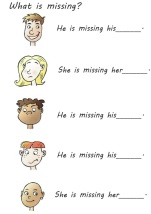 What is missing?
He is missing his______.
She is missing her______.
He is missing his______.
He is missing his______.
She is missing her______.